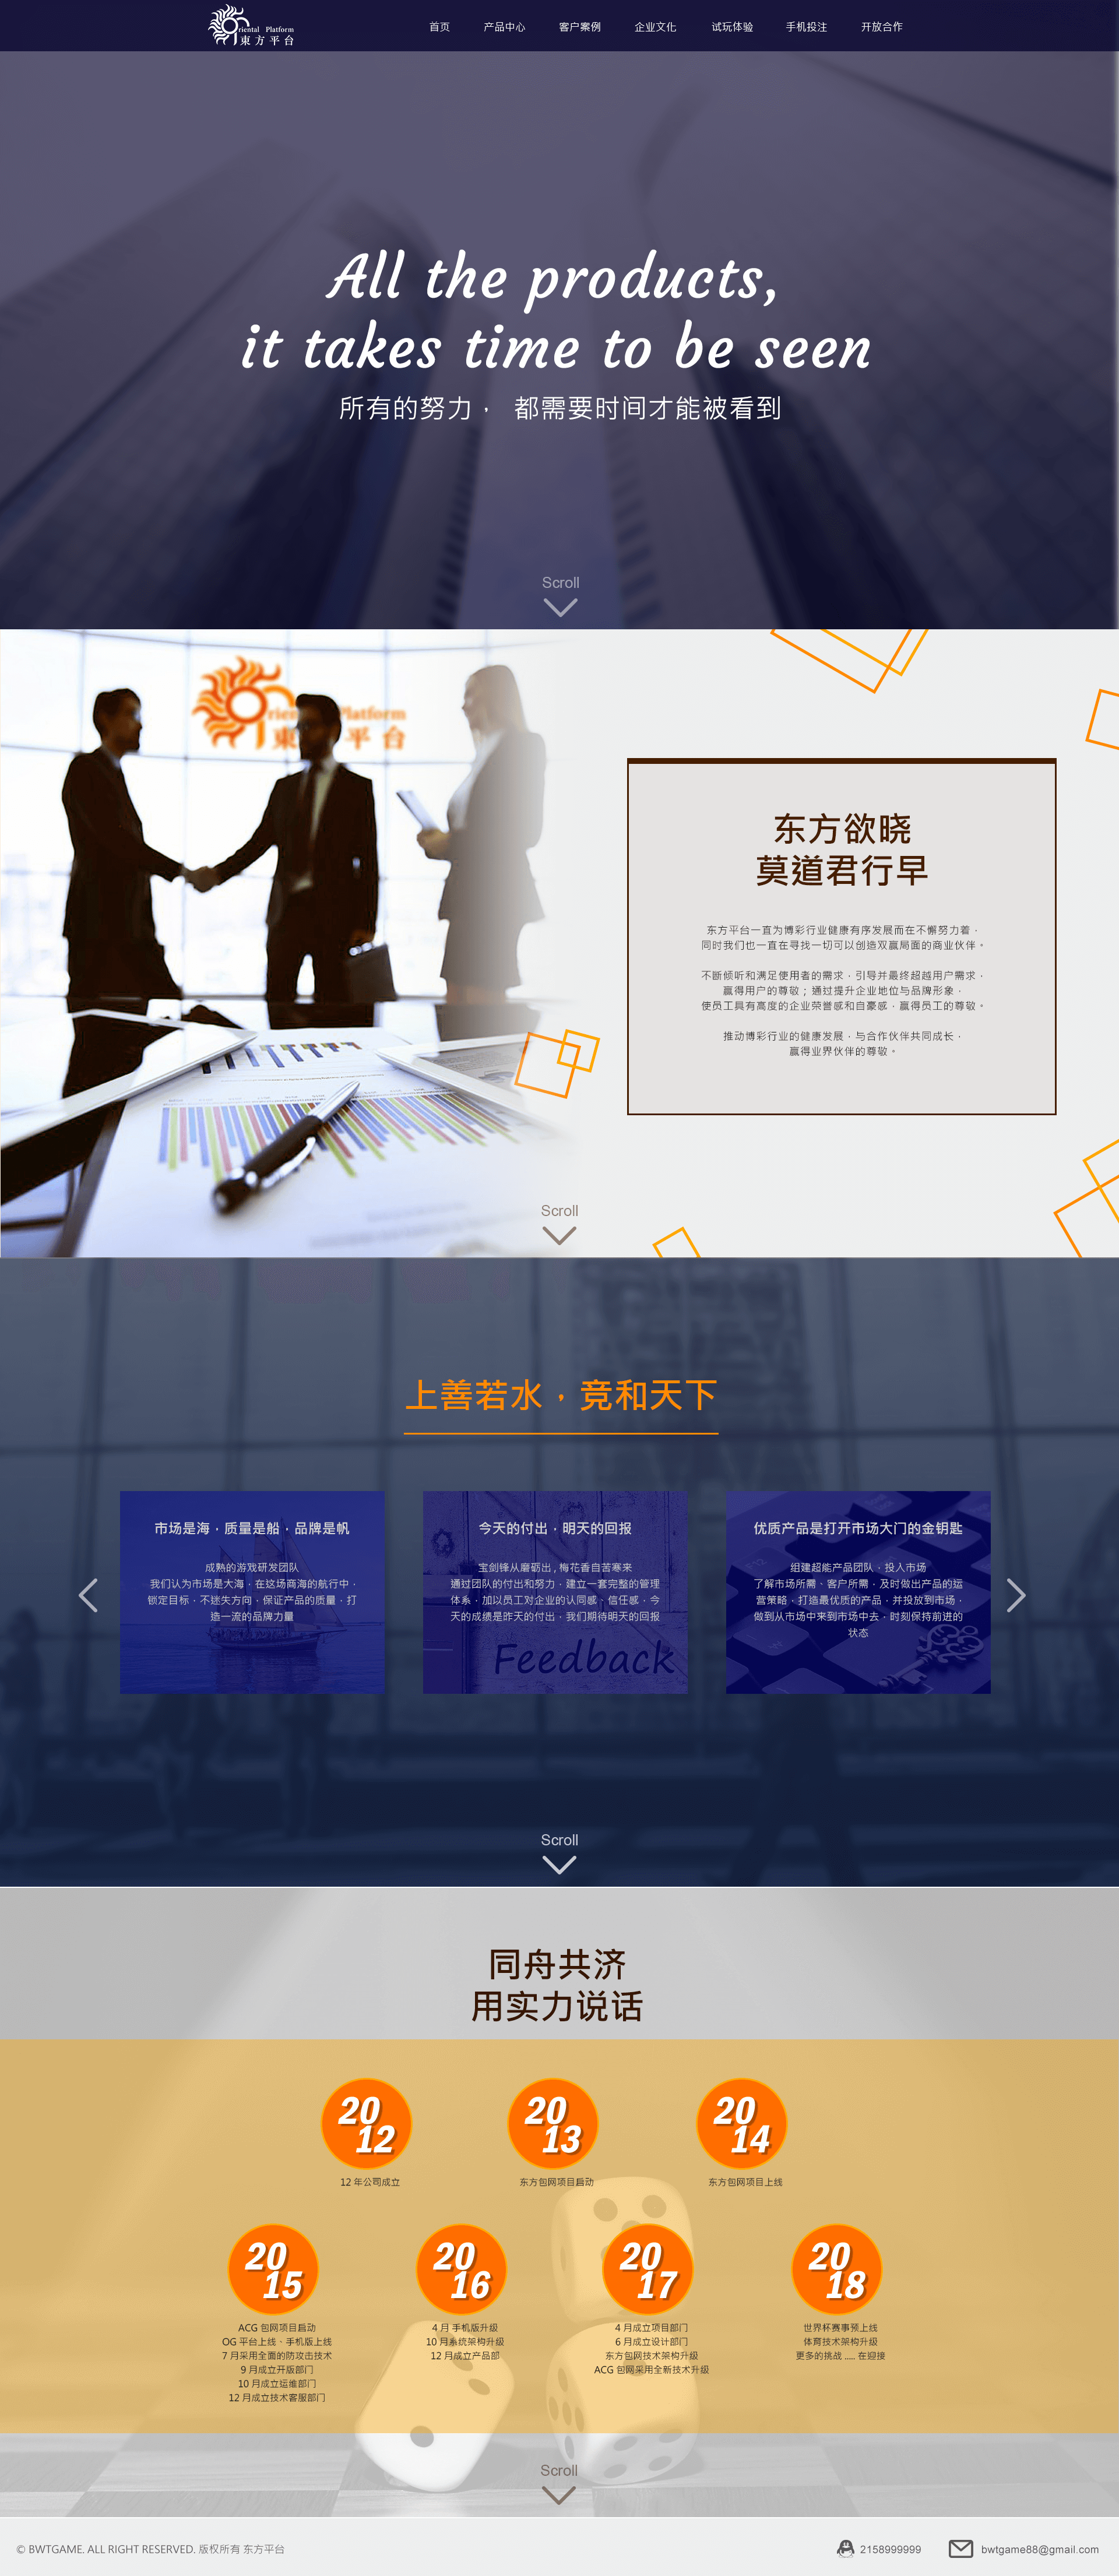 Oriental Platform
東方平台
首页 产品中心 客户案例 企业文化 试玩体验 手机投注 开放合作
All the products,
it takes time to be seen
所有的努力， 都需要时间才能被看到
Scroll
Oriental Platform
東方平台
东方欲晓
莫道君行早
东方平台一直为博彩行业健康有序发展而在不懈努力着，
同时我们也一直在寻找一切可以创造双赢局面的商业伙伴。
不断倾听和满足使用者的需求，引导并最终超越用户需求，
赢得用户的尊敬；通过提升企业地位与品牌形象，
使员工具有高度的企业荣誉感和自豪感，赢得员工的尊敬。
推动博彩行业的健康发展，与合作伙伴共同成长，
赢得业界伙伴的尊敬。
Scroll
上善若水，竞和天下
市场是海，质量是船，品牌是帆
成熟的游戏研发团队
我们认为市场是大海，在这场商海的航行中，
锁定目标，不迷失方向，保证产品的质量，打
造一流的品牌力量
今天的付出，明天的回报
宝剑锋从磨砺出 , 梅花香自苦寒来
通过团队的付出和努力，建立一套完整的管理
体系，加以员工对企业的认同感、信任感，今
天的成绩是昨天的付出，我们期待明天的回报
Feedback
优质产品是打开市场大门的金钥匙
组建超能产品团队，投入市场
了解市场所需、客户所需，及时做出产品的运
营策略，打造最优质的产品，并投放到市场，
做到从市场中来到市场中去，时刻保持前进的
状态
Scroll
同舟共济
用实力说话
2012
12 年公司成立
2013
东方包网项目启动
2014
东方包网项目上线
2015
ACG 包网项目启动
OG 平台上线、手机版上线
7 月采用全面的防攻击技术
9 月成立开版部门
10 月成立运维部门
12 月成立技术客服部门
2016
4 月 手机版升级
10 月系统架构升级
12 月成立产品部
2017
4 月成立项目部门
6 月成立设计部门
东方包网技术架构升级
ACG 包网采用全新技术升级
2018
世界杯赛事预上线
体育技术架构升级
更多的挑战 ..... 在迎接
Scroll
© BWTGAME. ALL RIGHT RESERVED. 版权所有 东方平台
2158999999
bwtgame88@gmail.com